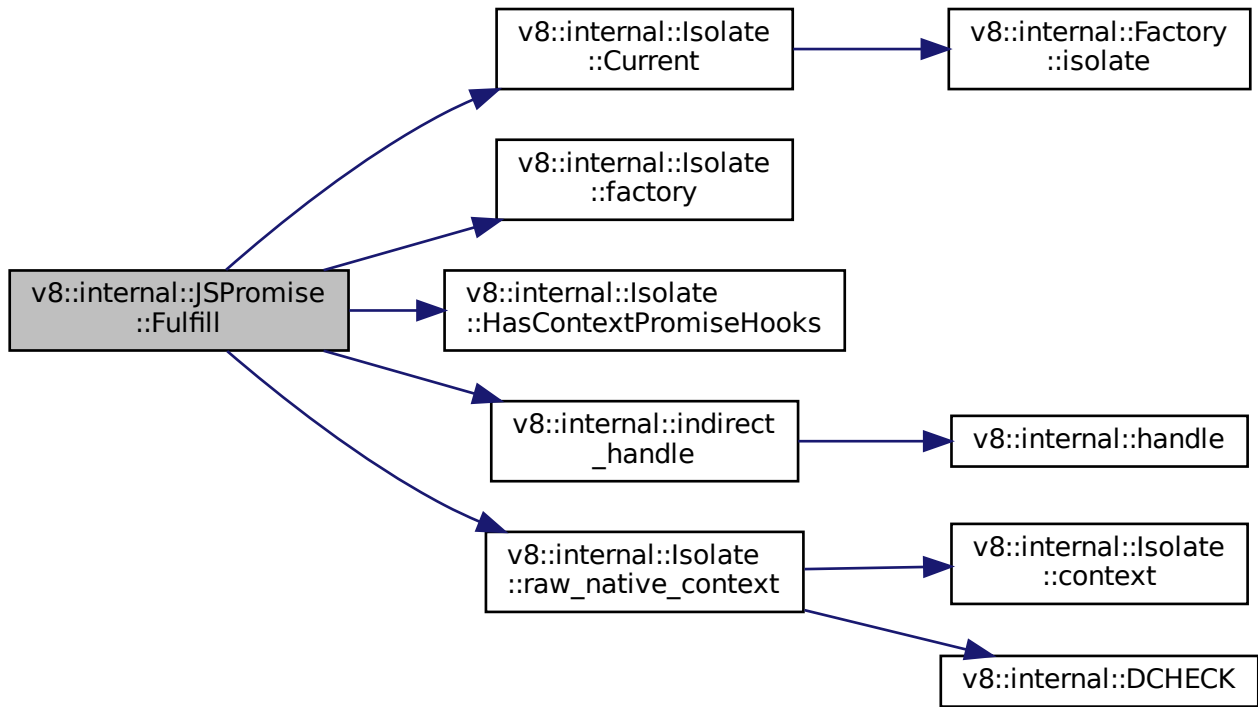 v8::internal::Isolate
::Current
v8::internal::Factory
::isolate
v8::internal::Isolate
::factory
v8::internal::JSPromise
::Fulfill
v8::internal::Isolate
::HasContextPromiseHooks
v8::internal::indirect
_handle
v8::internal::handle
v8::internal::Isolate
::raw_native_context
v8::internal::Isolate
::context
v8::internal::DCHECK